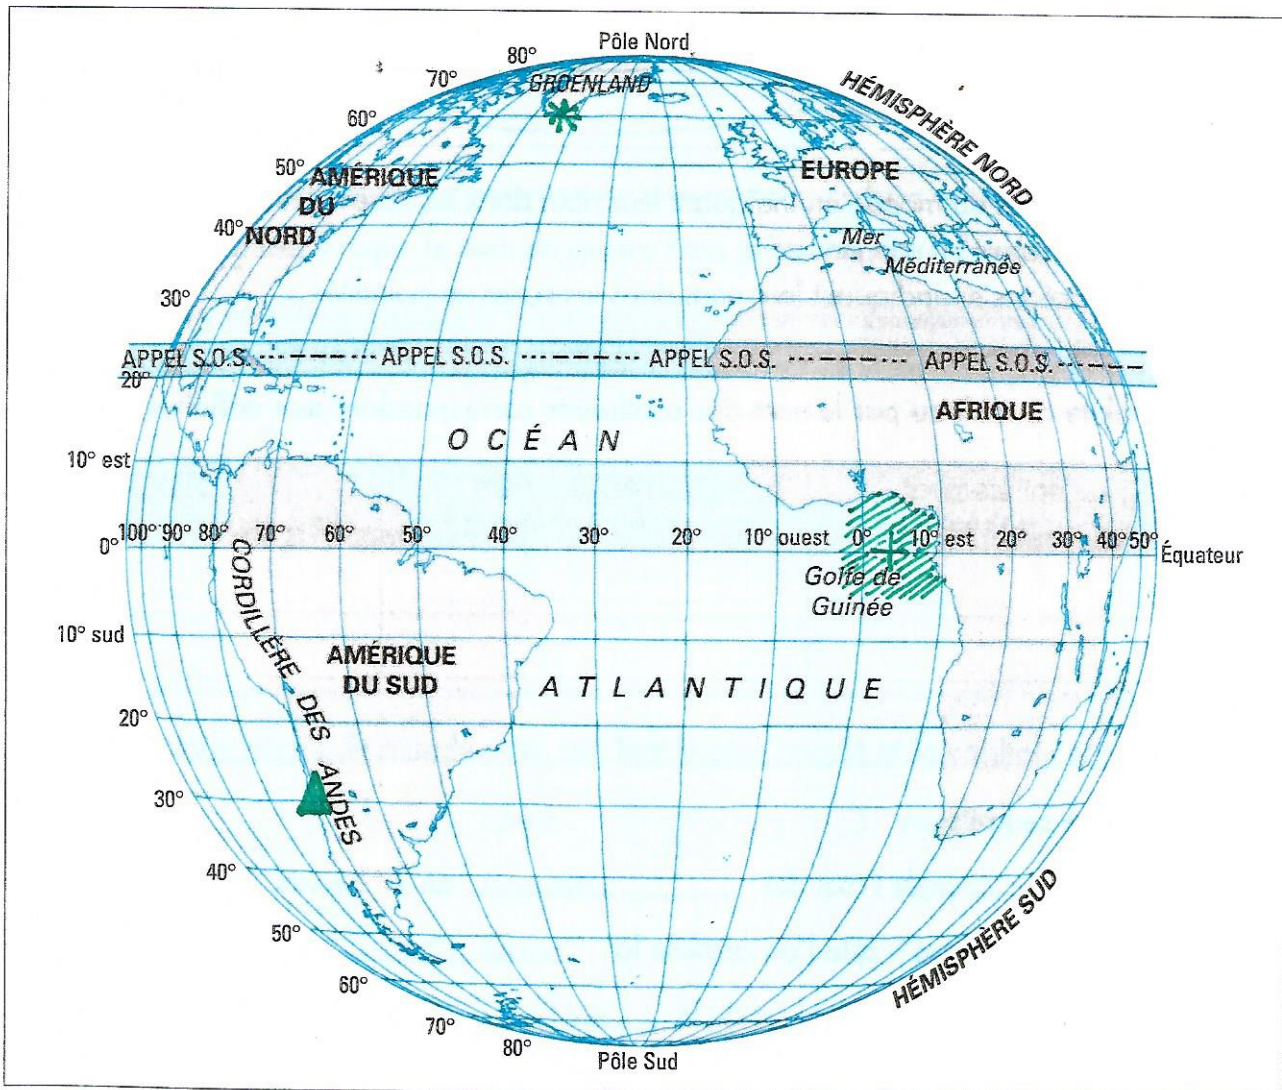 Pôle Nord
80°
70°
GROENLAND
60°
HÉMISPHÈRE NORD
50°
AMÉRIQUE
DU
NORD
EUROPE
40°
Mer
Méditerranés
30°
APPEL S.O.S. ---------- APPEL S.O.S. ---------- APPEL S.O.S. ---------- APPEL S.O.S. ------
20°
AFRIQUE
OCÉAN
10° est
100° 90° 80° 70° 60° 50° 40° 30° 20° 10° ouest 0° 10° est 20° 30° 40° 50°
0°
Équateur
Golfe de
Guinée
CORDILLÈRE DES ANDES
10° sud
AMÉRIQUE
DU SUD
ATLANTIQUE
20°
30°
40°
50°
HÉMISPHÈRE SUD
60°
70°
80°
Pôle Sud